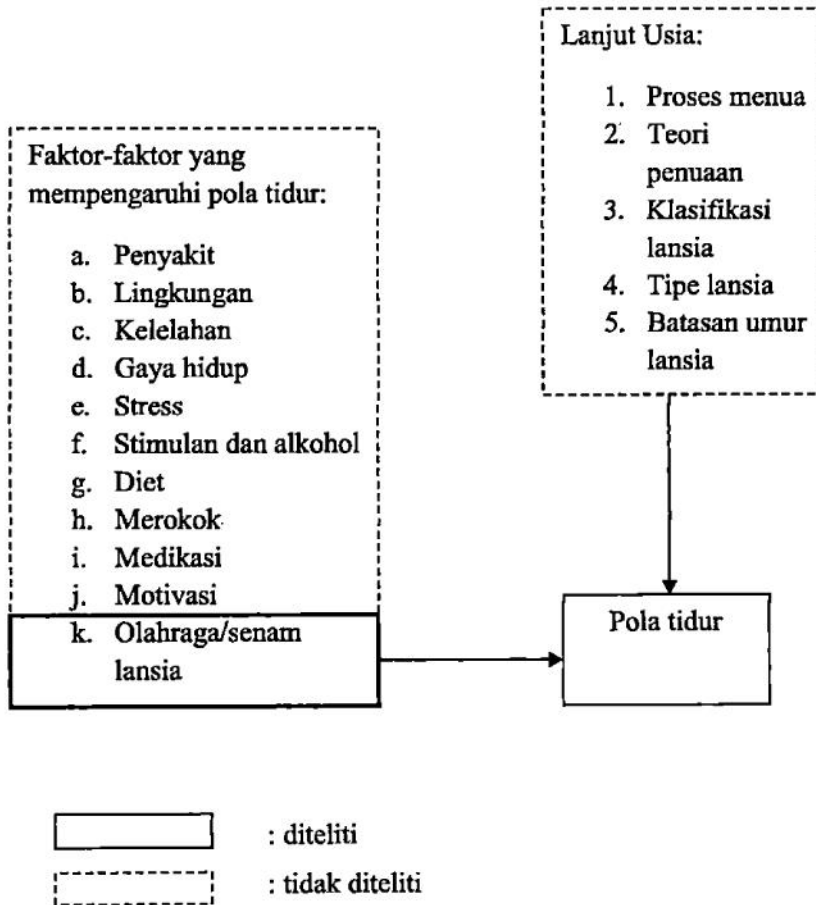 Lanjut Usia:
1. Proses menua
2. Teori
penuaan
3. Klasifikasi
lansia
4. Tipe lansia
5. Batasan umur
lansia
Faktor-faktor yang
mempengaruhi pola tidur:
a. Penyakit
b. Lingkungan
c. Kelelahan
d. Gaya hidup
e. Stress
f. Stimulan dan alkohol
g. Diet
h. Merokok
i. Medikasi
j. Motivasi
k. Olahraga/senam
lansia
Pola tidur
: diteliti
: tidak diteliti